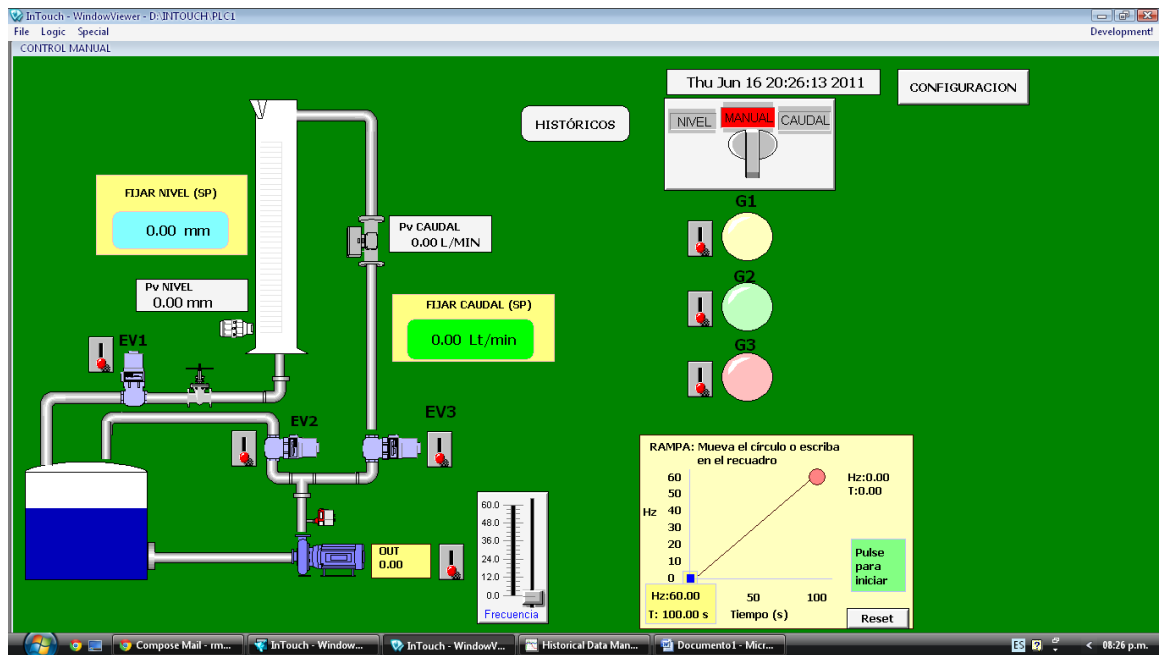 InTouch - WindowViewer - D:\INTOUCH\PLC1
File Logic Special Development!
CONTROL MANUAL
Thu Jun 16 20:26:13 2011
CONFIGURACION
HISTÓRICOS
NIVEL MANUAL CAUDAL
FIJAR NIVEL (SP)
0.00 mm
G1
Pv CAUDAL
0.00 L/MIN
Pv NIVEL
0.00 mm
G2
FIJAR CAUDAL (SP)
0.00 Lt/min
EV1
G3
EV2
EV3
RAMPA: Mueva el círculo o escriba
en el recuadro
60
50
Hz 40
30
20
10
0
Hz:0.00
T:0.00
Pulse
para
iniciar
Hz:60.00
T: 100.00 s
50 100
Tiempo (s)
Reset
60.0
48.0
36.0
24.0
12.0
0.0
Frecuencia
OUT
0.00
Compose Mail - rm... InTouch - Window... InTouch - WindowV... Historical Data Man... Documento1 - Micr... ES < 08:26 p.m.